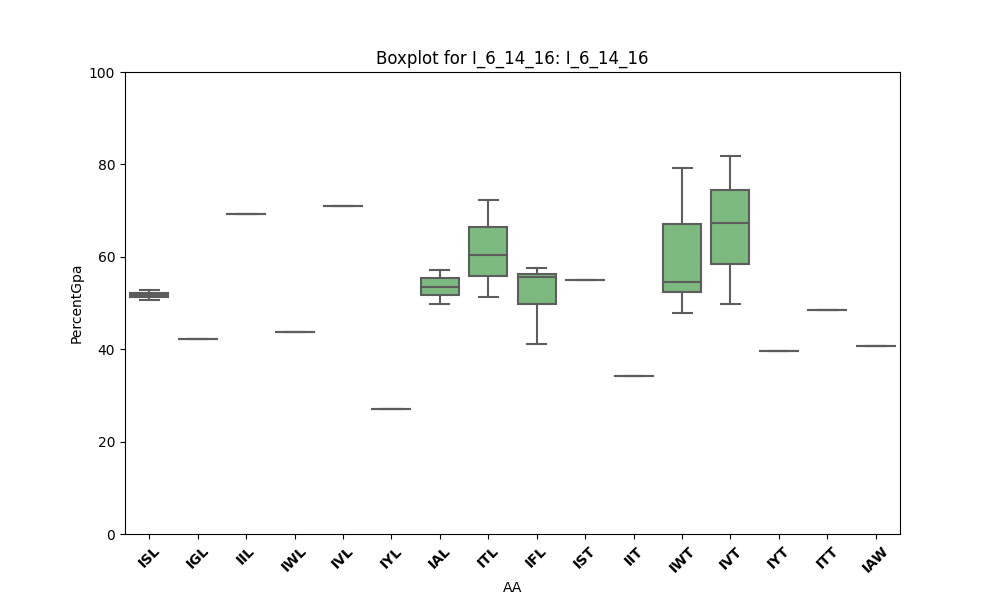 Boxplot for I_6_14_16: I_6_14_16
100
80
60
40
20
0
PercentGpa
ISL IGL IIL IWL IVL IYL IAL ITL IFL IST IIT IWT IVT IYT ITT IAW
AA